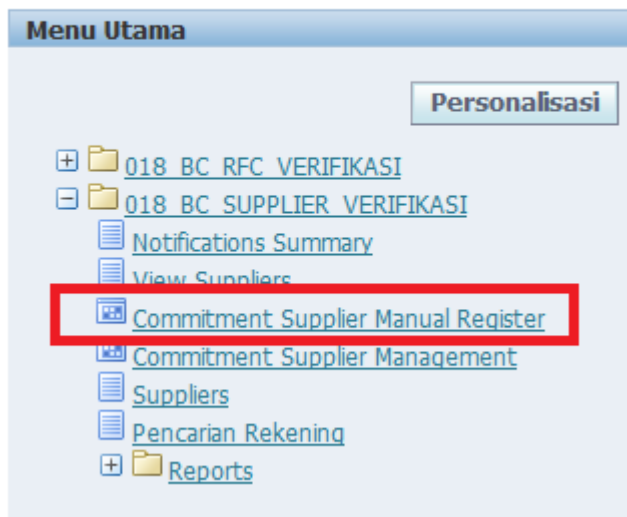 Menu Utama
Personalisasi
018_BC_RFC_VERIFIKASI
018_BC_SUPPLIER_VERIFIKASI
Notifications Summary
View Suppliers
Commitment Supplier Manual Register
Commitment Supplier Management
Suppliers
Pencarian Rekening
Reports